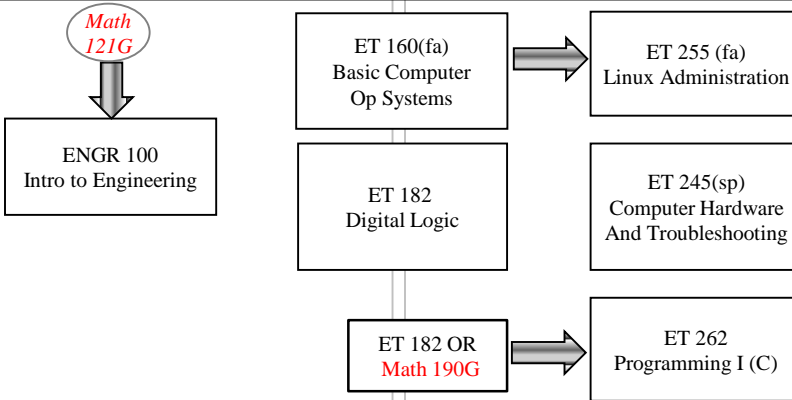 Math
121G
ENGR 100
Intro to Engineering
ET 160(fa)
Basic Computer
Op Systems
ET 255 (fa)
Linux Administration
ET 182
Digital Logic
ET 245(sp)
Computer Hardware
And Troubleshooting
ET 182 OR
Math 190G
ET 262
Programming I (C)